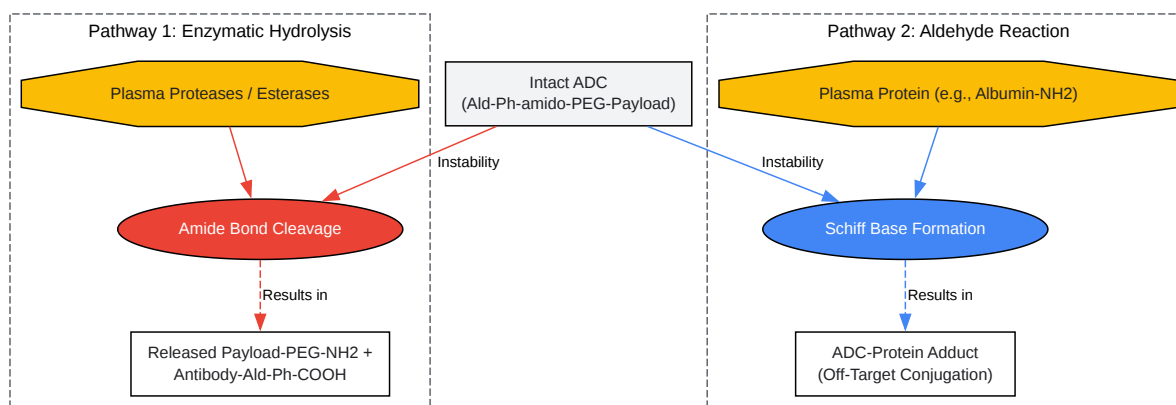 Pathway 1: Enzymatic Hydrolysis
Plasma Proteases / Esterases
Intact ADC
(Ald-Ph-amido-PEG-Payload)
Pathway 2: Aldehyde Reaction
Plasma Protein (e.g., Albumin-NH2)
Instability
Instability
Amide Bond Cleavage
Schiff Base Formation
Results in
Results in
Released Payload-PEG-NH2 +
Antibody-Ald-Ph-COOH
ADC-Protein Adduct
(Off-Target Conjugation)